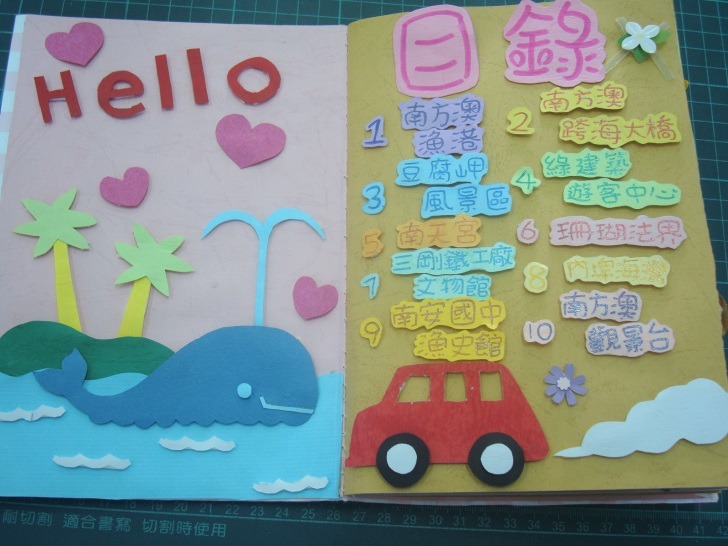 Hello
目錄
1 南方澳
漁港
2 南方澳
跨海大橋
3 豆腐岬
風景區
4 綠建築
遊客中心
5 南天宮
6 珊瑚法界
7 三剛鐵工廠
文物館
8 內埤海灣
9 南安國中
漁史館
10 南方澳
觀景台
耐切割 適合書寫 切割時使用